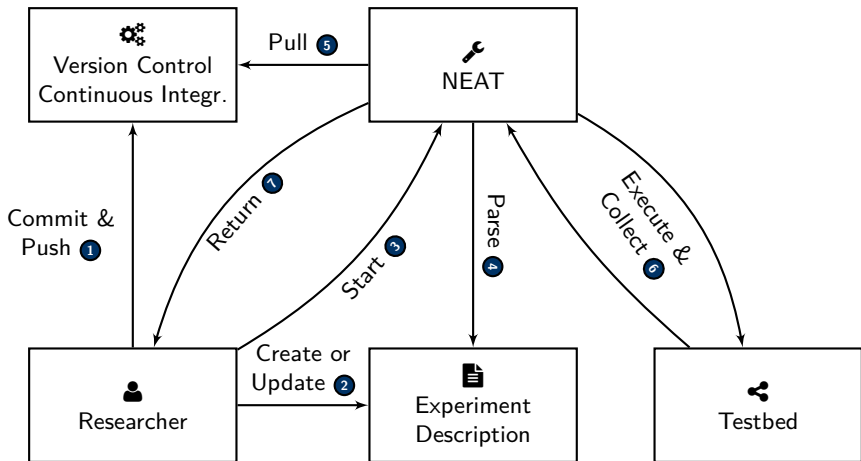 Version Control
Continuous Integr.
Pull 5
NEAT
Commit &
Push 1
Return 7
Start 3
Parse 4
Execute &
Collect 6
Researcher
Create or
Update 2
Experiment
Description
Testbed